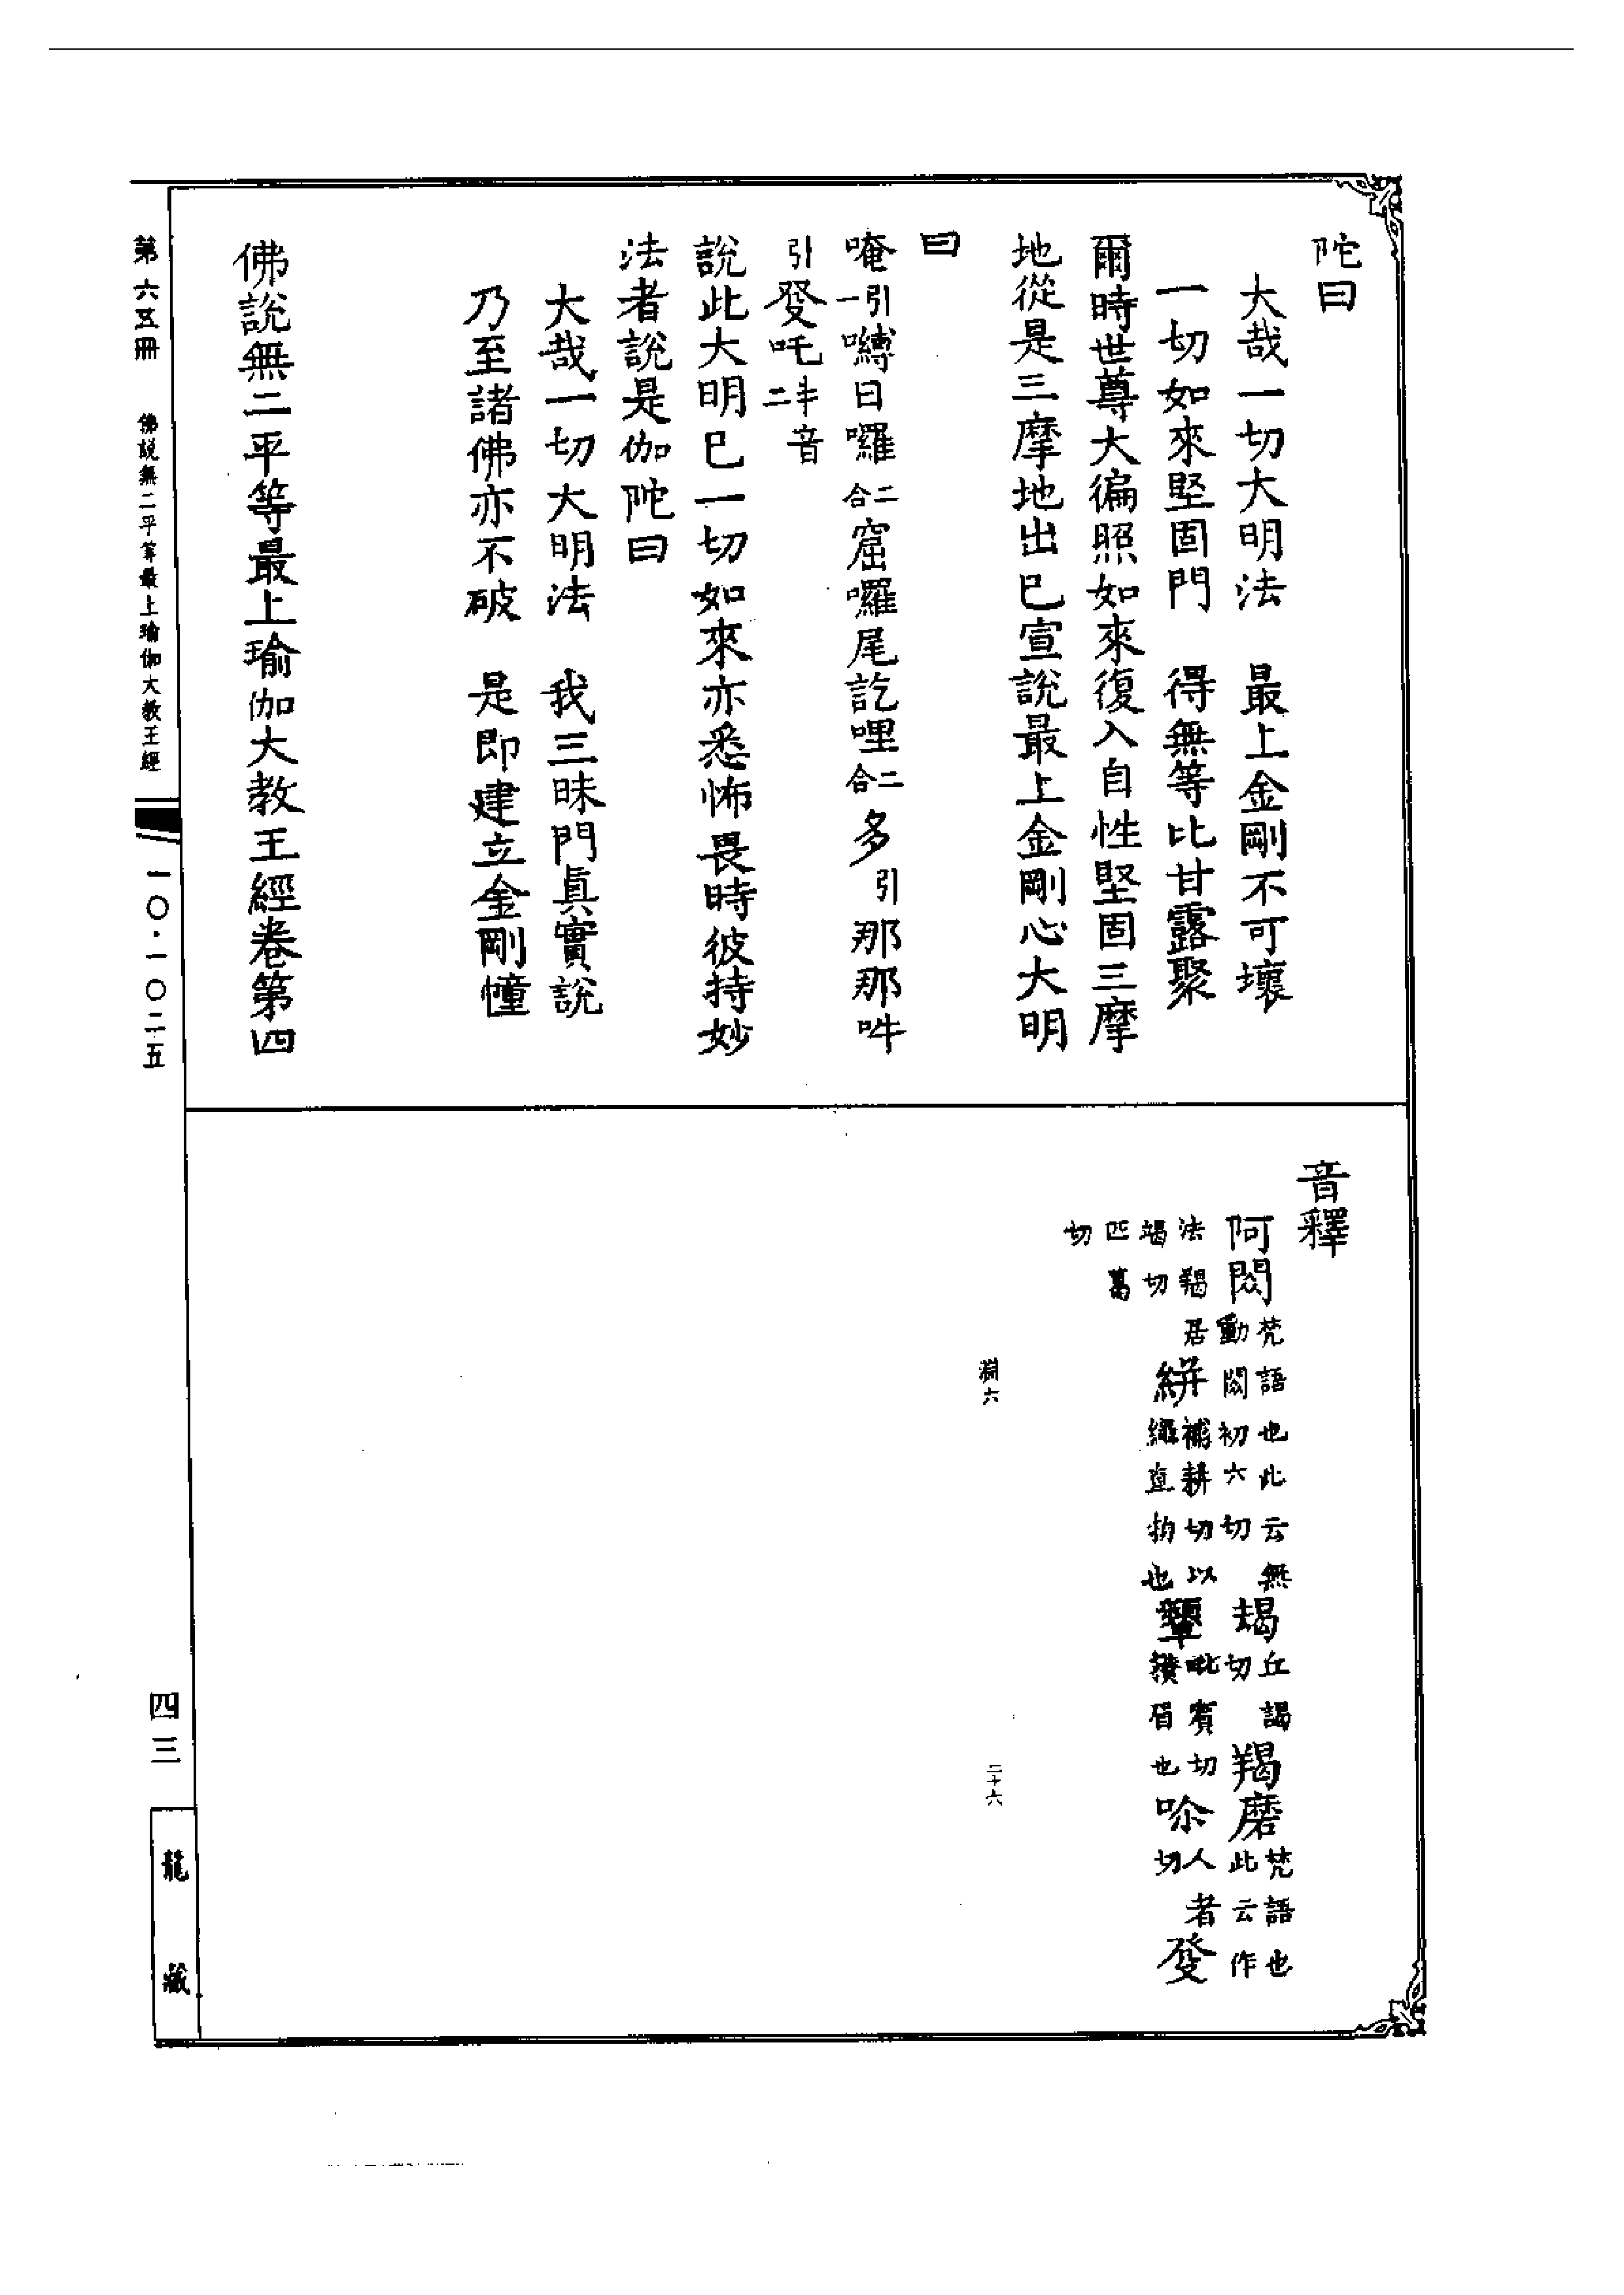 陀曰
大哉一切大明法　最上金剛不可壞
一切如來堅固門　得無等比甘露聚
爾時世尊大徧照如來復入自性堅固三摩
地從是三摩地出已宣說最上金剛心大明
曰
唵引一嚩日囉二合窟囉尾訖哩二合多引那那吽
引發吒半音二
說此大明已一切如來亦悉怖畏時彼持妙
法者說是伽陀曰
大哉一切大明法　我三昧門眞實說
乃至諸佛亦不破　是即建立金剛幢
佛說無二平等最上瑜伽大教王經卷第四
音釋
阿閦梵語也此云無動閦初六切　朅丘謁切　羯磨梵語也此云作
法羯居竭切　絣補耕切以繩直拍也　顰毗賓切顰眉也　㖿人者切　發
匹葛切
淵六
二十六
第六五冊　佛說無二平等最上瑜伽大教王經
一〇·一〇二五
四三
龍藏